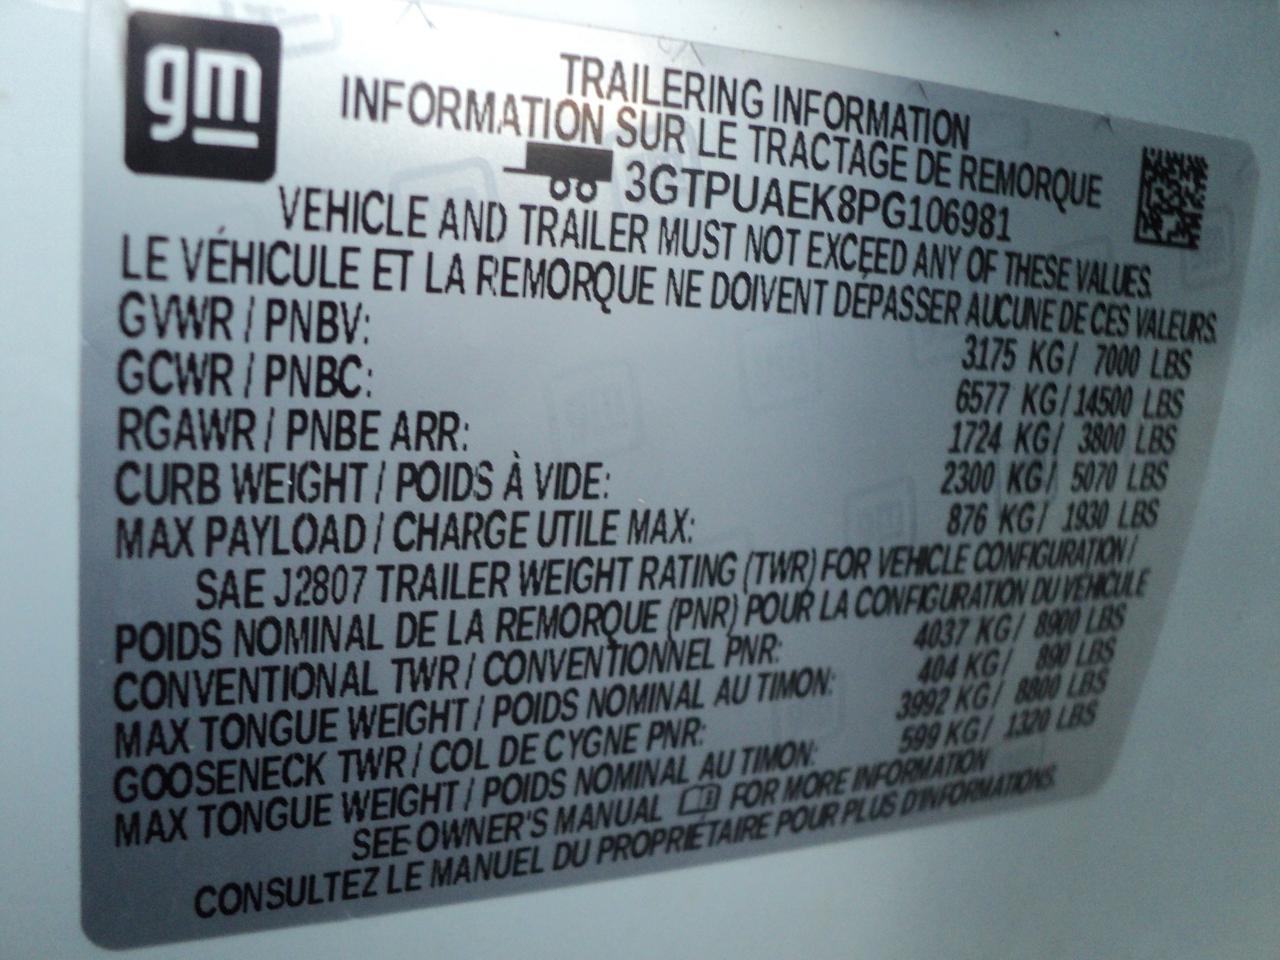 gm
TRAILERING INFORMATION
INFORMATION SUR LE TRACTAGE DE REMORQUE
3GTPUAEK8PG106981
VEHICLE AND TRAILER MUST NOT EXCEED ANY OF THESE VALUES.
LE VÉHICULE ET LA REMORQUE NE DOIVENT DÉPASSER AUCUNE DE CES VALEURS.
GVWR / PNBV: 3175 KG/ 7000 LBS
GCWR / PNBC: 6577 KG/14500 LBS
RGAWR / PNBE ARR: 1724 KG/ 3800 LBS
CURB WEIGHT / POIDS À VIDE: 2300 KG/ 5070 LBS
MAX PAYLOAD / CHARGE UTILE MAX: 876 KG/ 1930 LBS
SAE J2807 TRAILER WEIGHT RATING (TWR) FOR VEHICLE CONFIGURATION /
POIDS NOMINAL DE LA REMORQUE (PNR) POUR LA CONFIGURATION DU VÉHICULE
CONVENTIONAL TWR / CONVENTIONNEL PNR: 4037 KG/ 8900 LBS
MAX TONGUE WEIGHT / POIDS NOMINAL AU TIMON: 404 KG/ 890 LBS
GOOSENECK TWR / COL DE CYGNE PNR: 3992 KG/ 8800 LBS
MAX TONGUE WEIGHT / POIDS NOMINAL AU TIMON: 599 KG/ 1320 LBS
SEE OWNER'S MANUAL FOR MORE INFORMATION
CONSULTEZ LE MANUEL DU PROPRIÉTAIRE POUR PLUS D'INFORMATIONS.